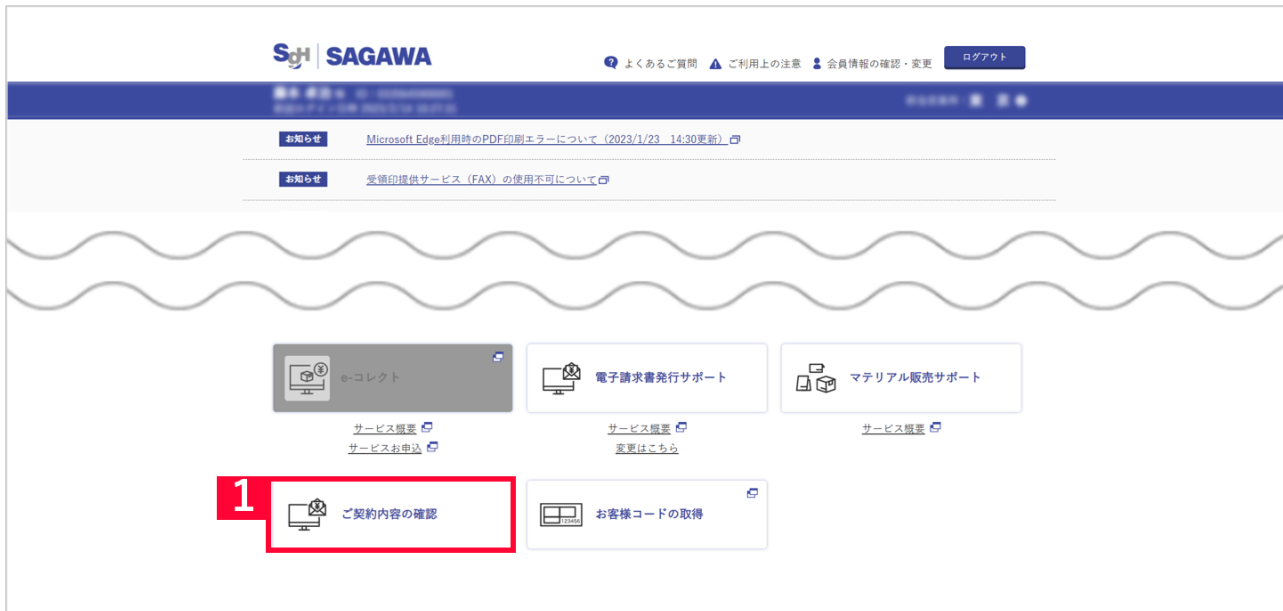 SGH SAGAWA
よくあるご質問 ご利用上の注意 会員情報の確認・変更 ログアウト
お知らせ Microsoft Edge利用時のPDF印刷エラーについて（2023/1/23 14:30更新）
お知らせ 受領印提供サービス（FAX）の使用不可について
e-コレクト 電子請求書発行サポート マテリアル販売サポート
サービス概要 サービス概要 サービス概要
サービスお申込 変更はこちら
1 ご契約内容の確認 123456 お客様コードの取得